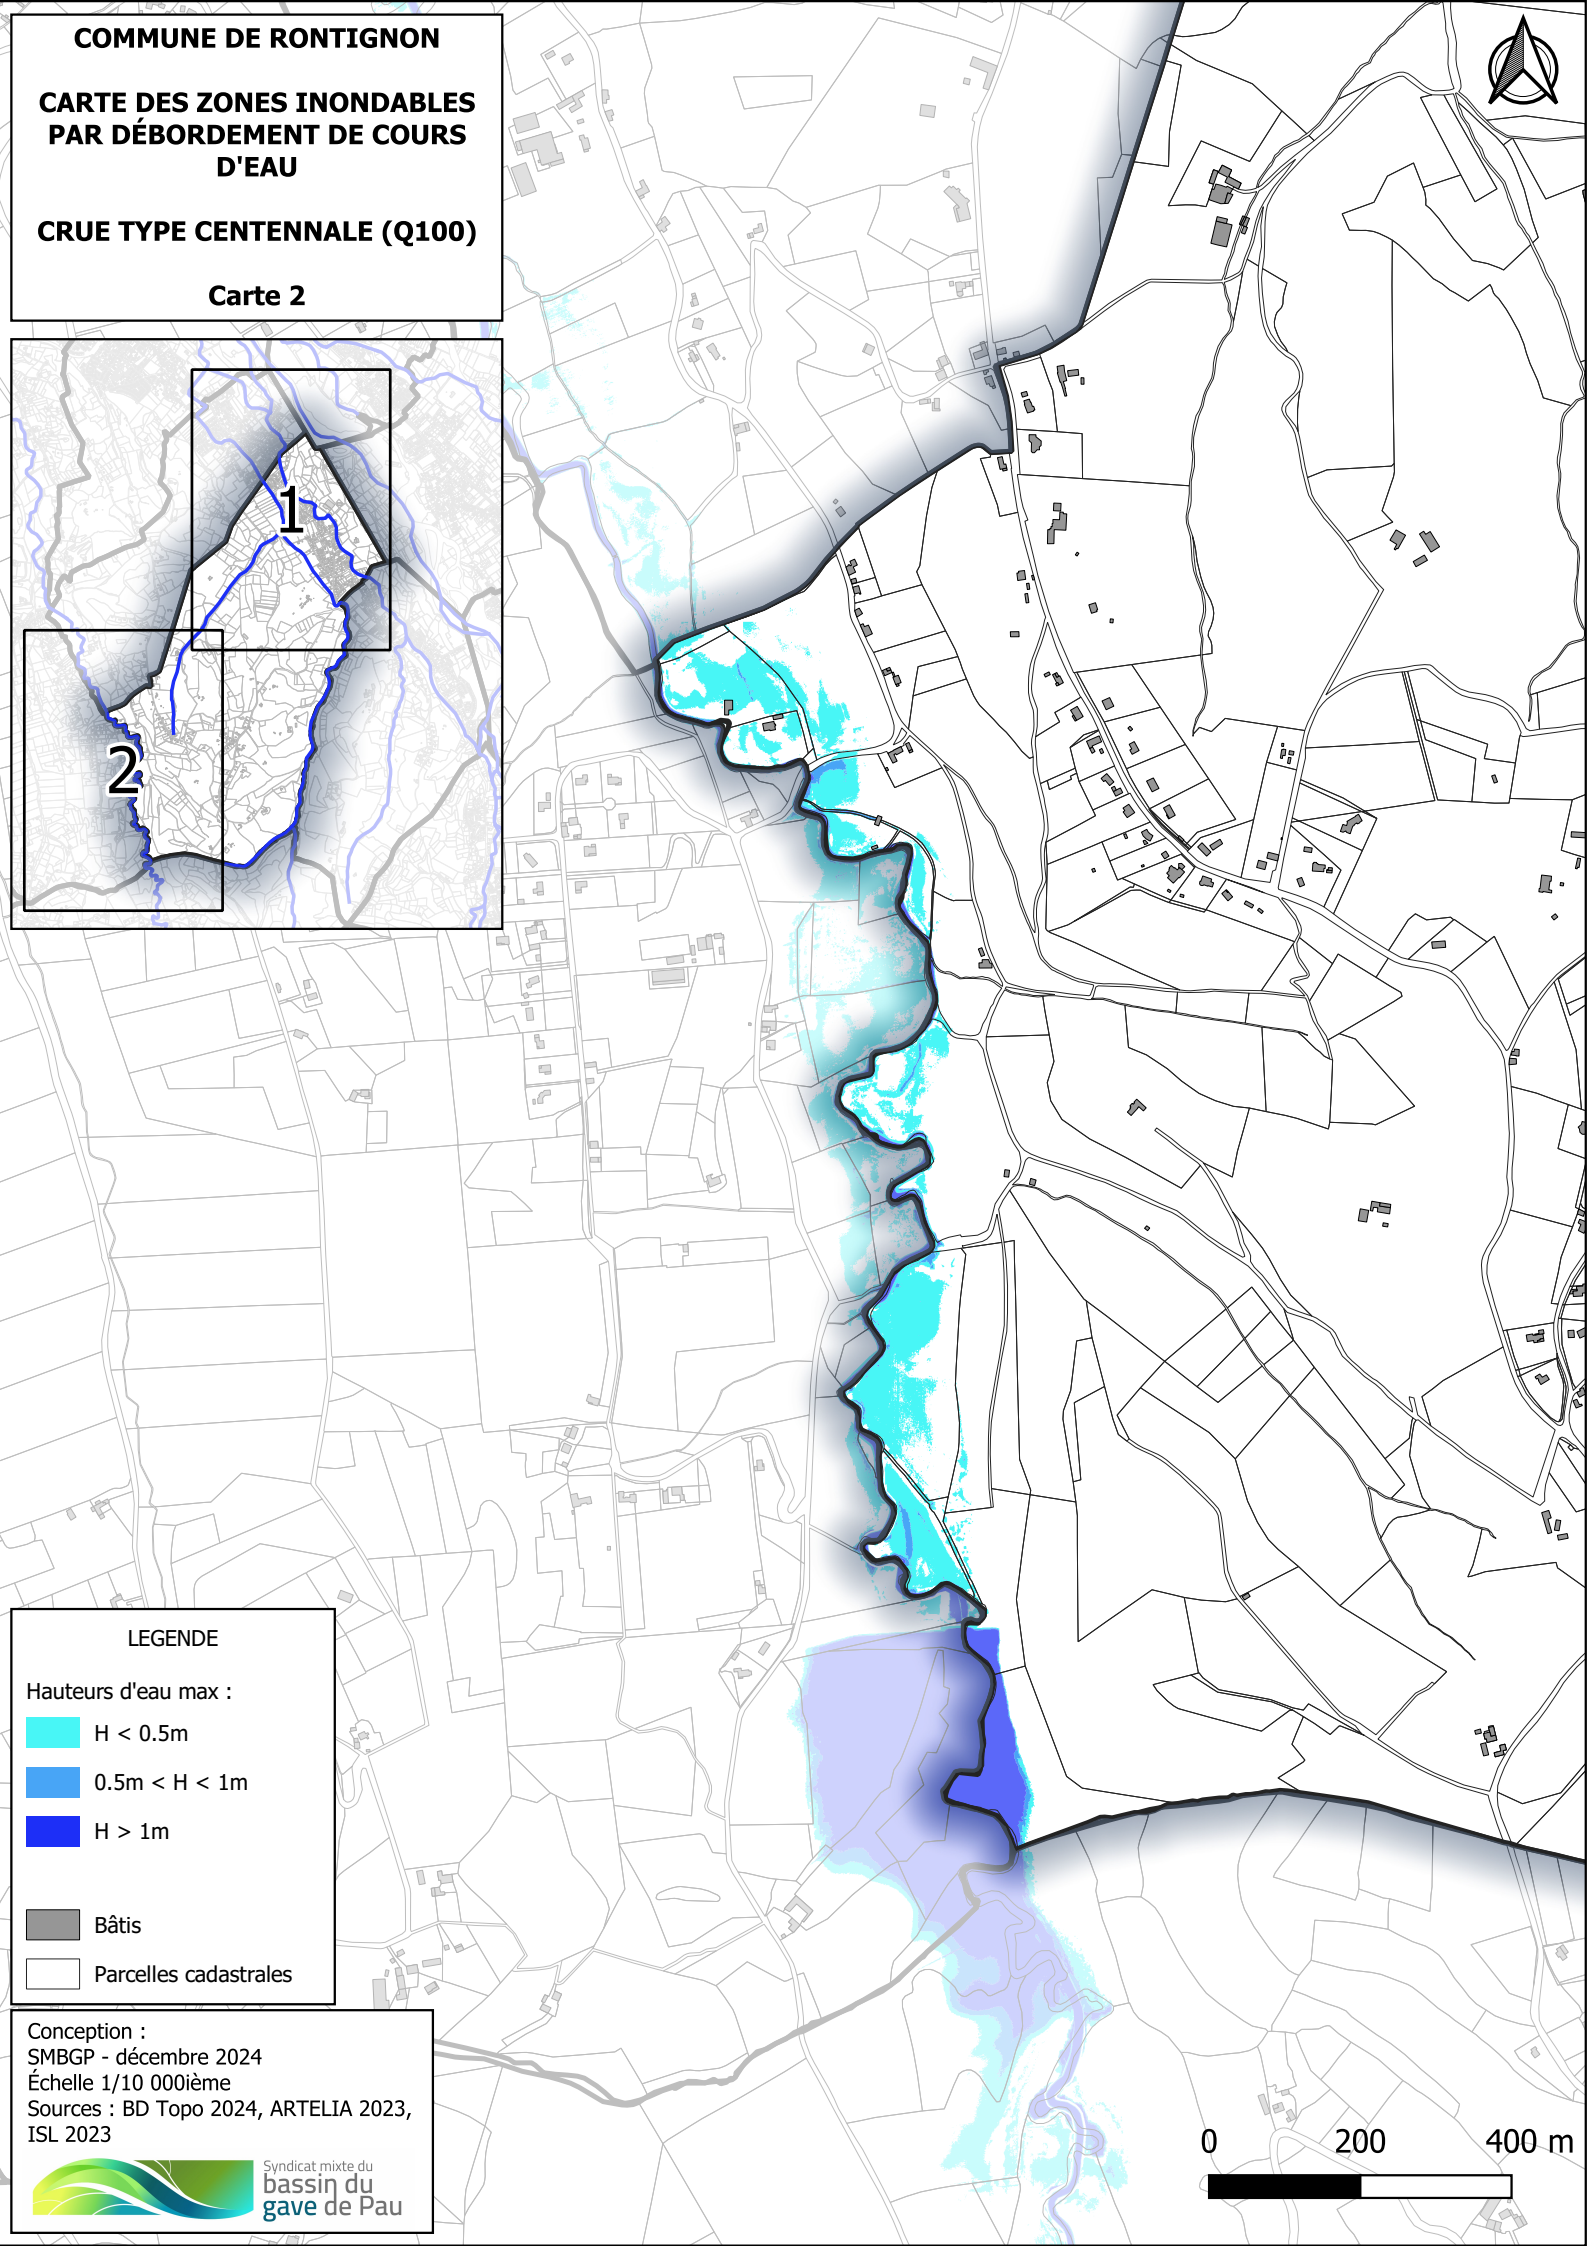 COMMUNE DE RONTIGNON
CARTE DES ZONES INONDABLES
PAR DÉBORDEMENT DE COURS
D'EAU
CRUE TYPE CENTENNALE (Q100)
Carte 2
1
2
LEGENDE
Hauteurs d'eau max :
H < 0.5m
0.5m < H < 1m
H > 1m
Bâtis
Parcelles cadastrales
Conception :
SMBGP - décembre 2024
Échelle 1/10 000ième
Sources : BD Topo 2024, ARTELIA 2023,
ISL 2023
Syndicat mixte du
bassin du
gave de Pau
0 200 400 m